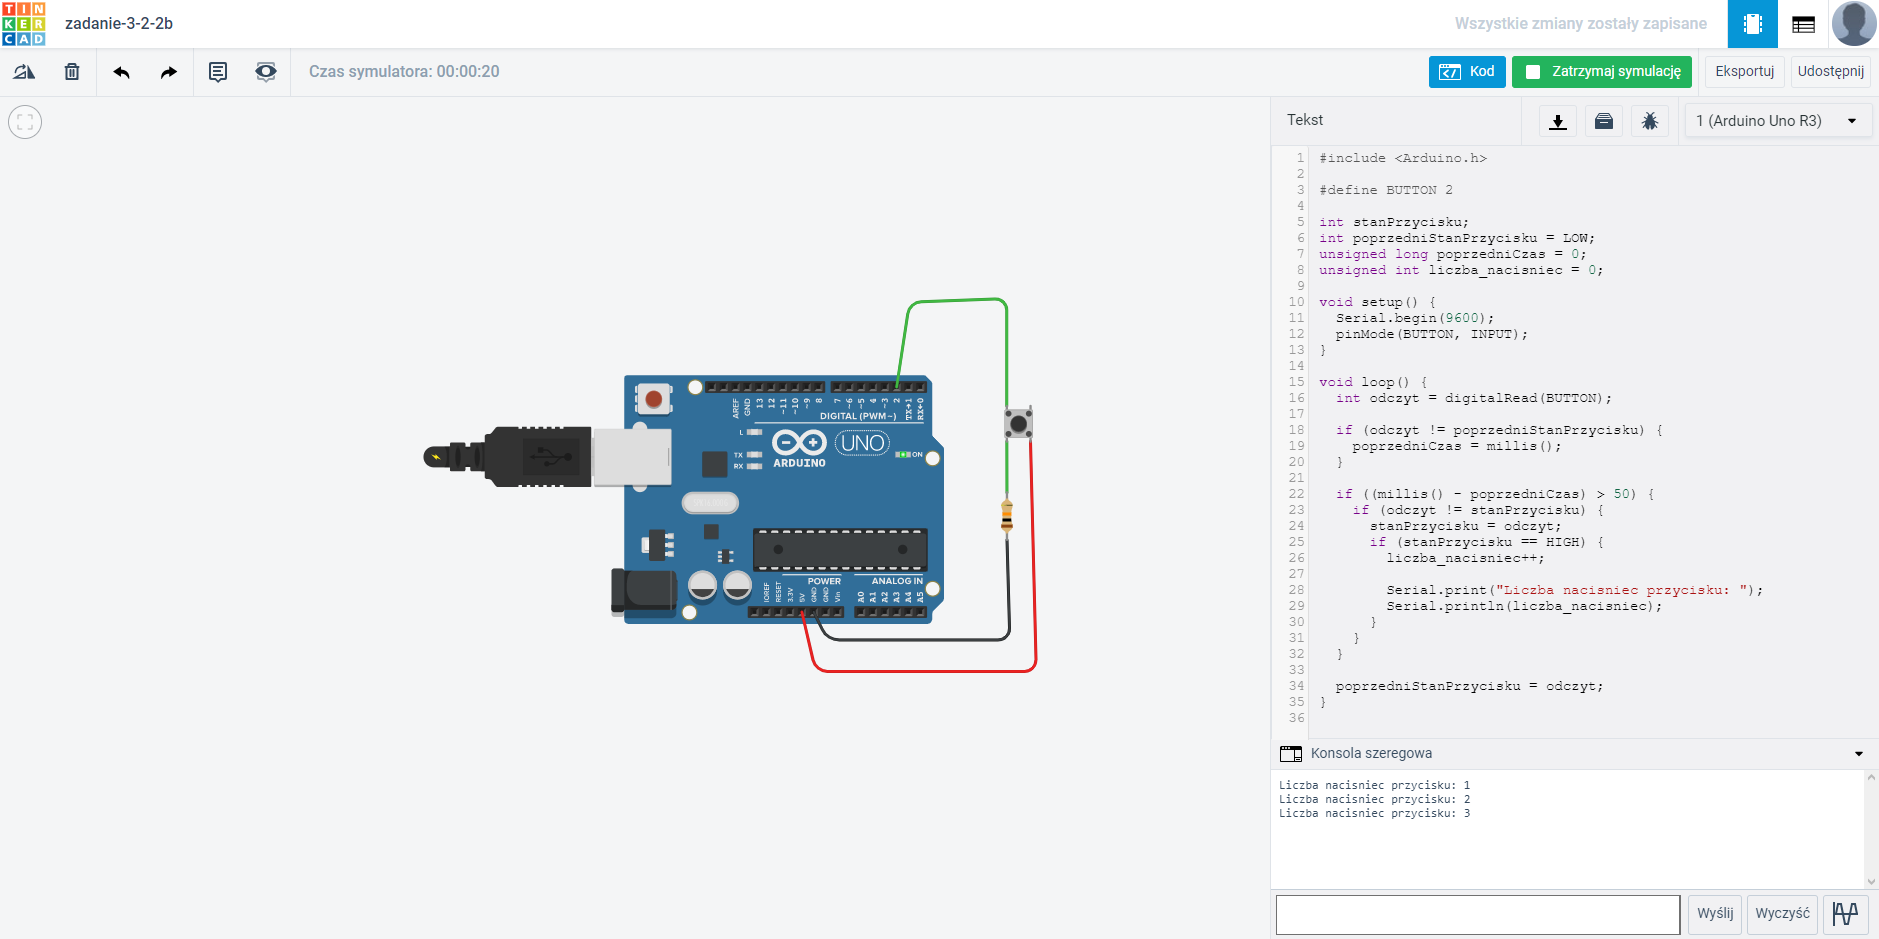 TINKERCAD
zadanie-3-2-2b
Wszystkie zmiany zostały zapisane
Czas symulatora: 00:00:20
Kod
Zatrzymaj symulację
Eksportuj
Udostępnij
Tekst
1 (Arduino Uno R3)
1 #include <Arduino.h>
2
3 #define BUTTON 2
4
5 int stanPrzycisku;
6 int poprzedniStanPrzycisku = LOW;
7 unsigned long poprzedniCzas = 0;
8 unsigned int liczba_nacisniec = 0;
9
10 void setup() {
11 Serial.begin(9600);
12 pinMode(BUTTON, INPUT);
13 }
14
15 void loop() {
16 int odczyt = digitalRead(BUTTON);
17
18 if (odczyt != poprzedniStanPrzycisku) {
19 poprzedniCzas = millis();
20 }
21
22 if ((millis() - poprzedniCzas) > 50) {
23 if (odczyt != stanPrzycisku) {
24 stanPrzycisku = odczyt;
25 if (stanPrzycisku == HIGH) {
26 liczba_nacisniec++;
27
28 Serial.print("Liczba nacisniec przycisku: ");
29 Serial.println(liczba_nacisniec);
30 }
31 }
32 }
33
34 poprzedniStanPrzycisku = odczyt;
35 }
36
AREF
GND
13
12
~11
~10
~9
8
7
~6
~5
4
~3
2
TX→1
RX←0
DIGITAL (PWM~)
L
TX
RX
ARDUINO
UNO
ON
POWER
ANALOG IN
IOREF
RESET
3.3V
5V
GND
GND
Vin
A0
A1
A2
A3
A4
A5
Konsola szeregowa
Liczba nacisniec przycisku: 1
Liczba nacisniec przycisku: 2
Liczba nacisniec przycisku: 3
Wyślij
Wyczyść